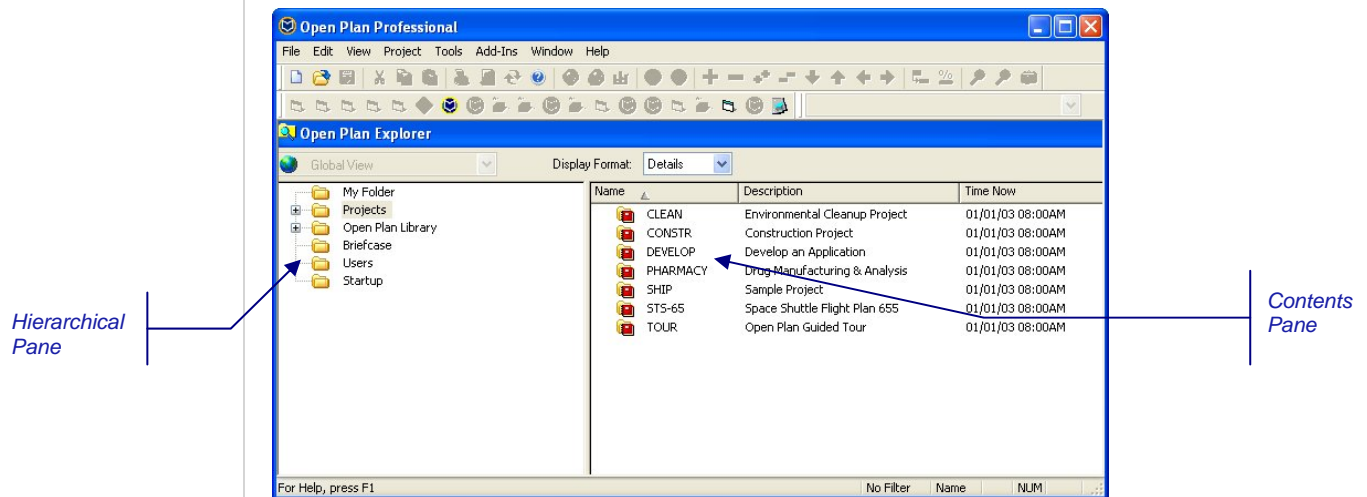 Open Plan Professional
File Edit View Project Tools Add-Ins Window Help
Open Plan Explorer
Global View Display Format: Details
Name Description Time Now
My Folder
Projects
Open Plan Library
Briefcase
Users
Startup
CLEAN Environmental Cleanup Project 01/01/03 08:00AM
CONSTR Construction Project 01/01/03 08:00AM
DEVELOP Develop an Application 01/01/03 08:00AM
PHARMACY Drug Manufacturing & Analysis 01/01/03 08:00AM
SHIP Sample Project 01/01/03 08:00AM
STS-65 Space Shuttle Flight Plan 655 01/01/03 08:00AM
TOUR Open Plan Guided Tour 01/01/03 08:00AM
Hierarchical
Pane
Contents
Pane
For Help, press F1 No Filter Name NUM